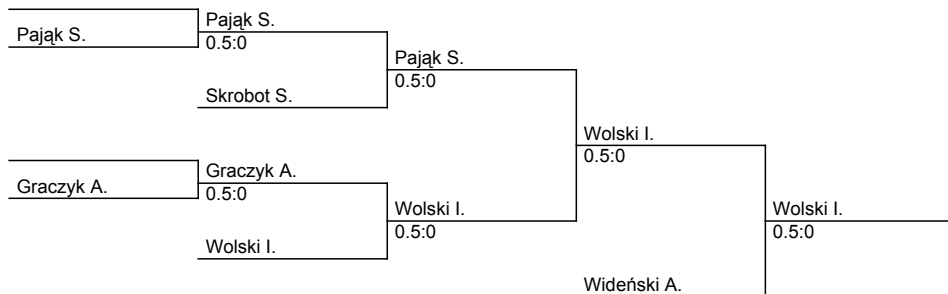 Pająk S.
Pająk S.
0.5:0
Pająk S.
0.5:0
Skrobot S.
Wolski I.
0.5:0
Graczyk A.
Graczyk A.
0.5:0
Wolski I.
0.5:0
Wolski I.
0.5:0
Wolski I.
Wideński A.